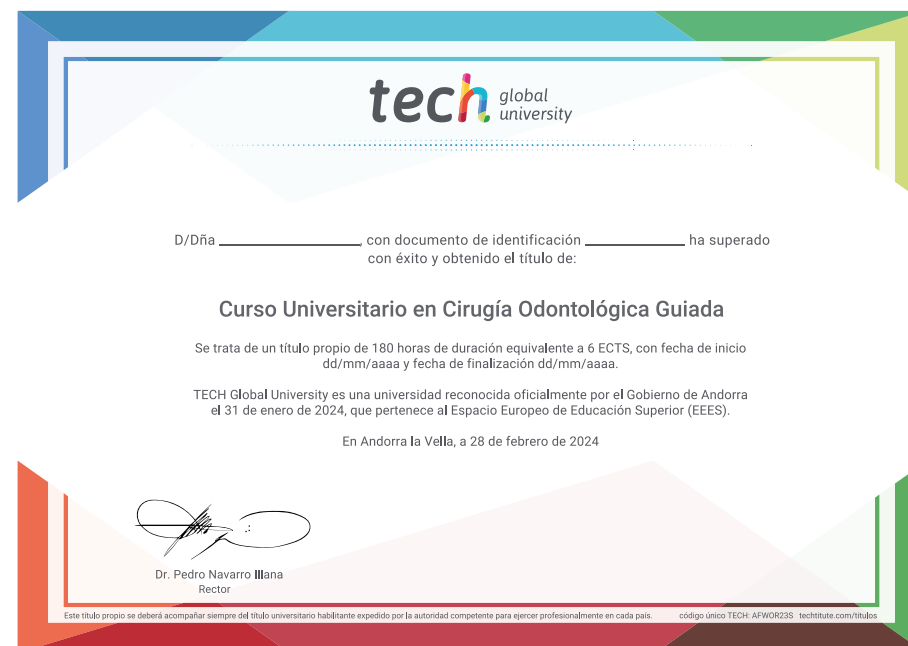 tech global university
D/Dña ____________________, con documento de identificación ______________ ha superado
con éxito y obtenido el título de:
Curso Universitario en Cirugía Odontológica Guiada
Se trata de un título propio de 180 horas de duración equivalente a 6 ECTS, con fecha de inicio
dd/mm/aaaa y fecha de finalización dd/mm/aaaa.
TECH Global University es una universidad reconocida oficialmente por el Gobierno de Andorra
el 31 de enero de 2024, que pertenece al Espacio Europeo de Educación Superior (EEES).
En Andorra la Vella, a 28 de febrero de 2024
Dr. Pedro Navarro Illana
Rector
Este título propio se deberá acompañar siempre del título universitario habilitante expedido por la autoridad competente para ejercer profesionalmente en cada país. código único TECH: AFWOR23S techtitute.com/titulos